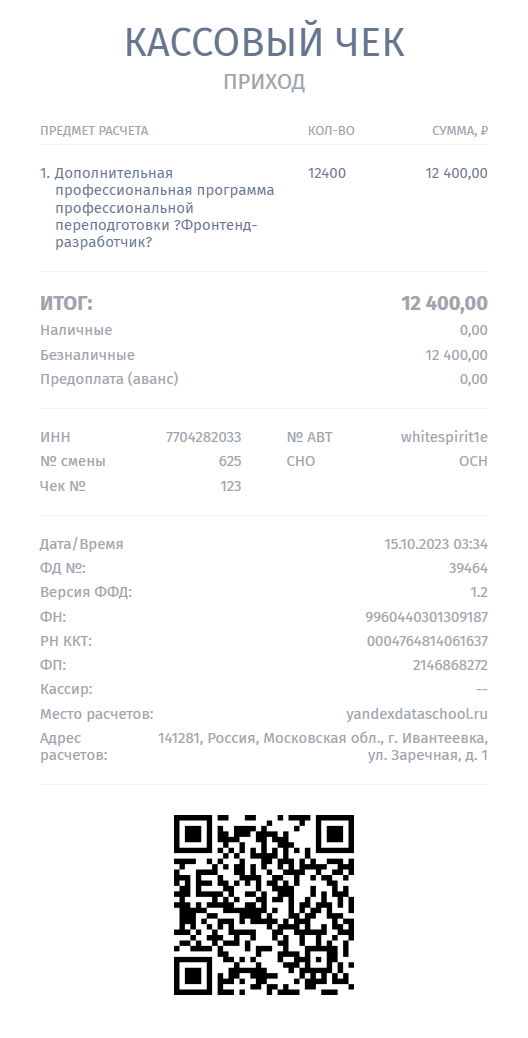 КАССОВЫЙ ЧЕК
ПРИХОД
ПРЕДМЕТ РАСЧЕТА КОЛ-ВО СУММА, ₽
1. Дополнительная 12400 12 400,00
профессиональная программа
профессиональной
переподготовки ?Фронтенд-
разработчик?
ИТОГ: 12 400,00
Наличные 0,00
Безналичные 12 400,00
Предоплата (аванс) 0,00
ИНН 7704282033 № АВТ whitespirit1e
№ смены 625 СНО ОСН
Чек № 123
Дата/Время 15.10.2023 03:34
ФД №: 39464
Версия ФФД: 1.2
ФН: 9960440301309187
РН ККТ: 0004764814061637
ФП: 2146868272
Кассир: --
Место расчетов: yandexdataschool.ru
Адрес 141281, Россия, Московская обл., г. Ивантеевка,
расчетов: ул. Заречная, д. 1